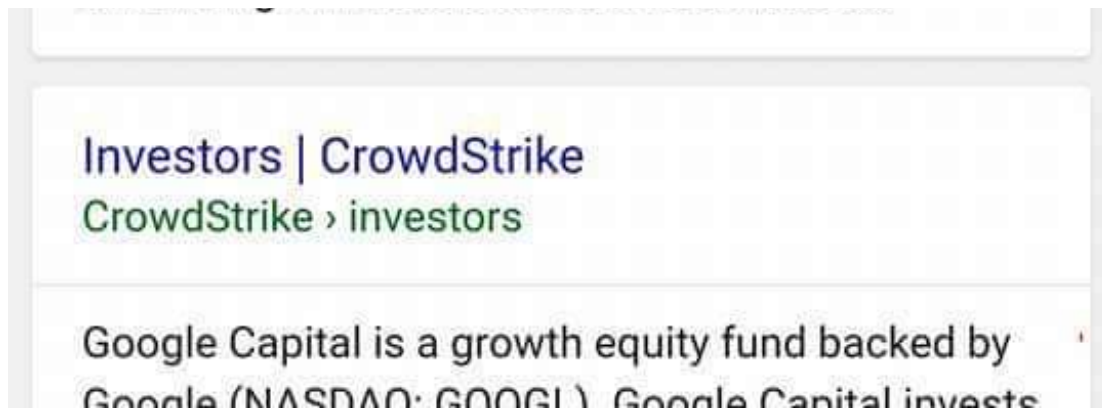 Investors | CrowdStrike
CrowdStrike › investors
Google Capital is a growth equity fund backed by
Google (NASDAQ: GOOGL). Google Capital invests